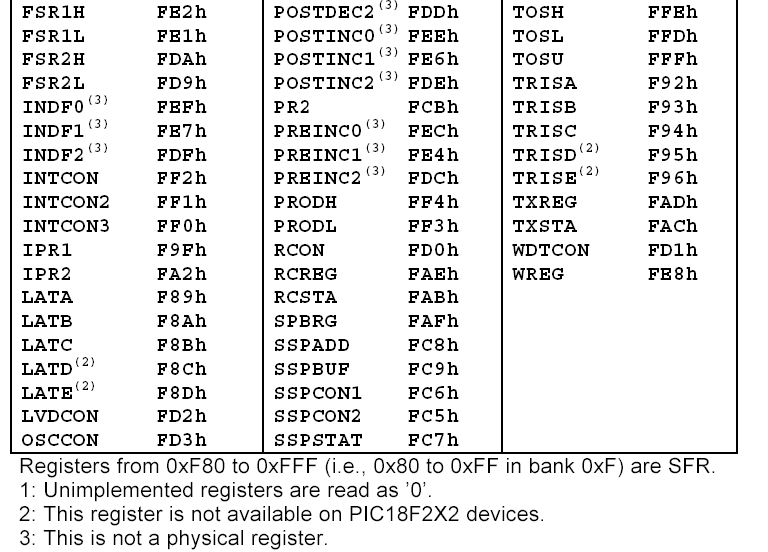 FSR1H FE2h POSTDEC2(3) FDDh TOSH FFEh
FSR1L FE1h POSTINC0(3) FEEh TOSL FFDh
FSR2H FDAh POSTINC1(3) FE6h TOSU FFFh
FSR2L FD9h POSTINC2(3) FDEh TRISA F92h
INDF0(3) FEFh PR2 FCBh TRISB F93h
INDF1(3) FE7h PREINC0(3) FECh TRISC F94h
INDF2(3) FDFh PREINC1(3) FE4h TRISD(2) F95h
INTCON FF2h PREINC2(3) FDCh TRISE(2) F96h
INTCON2 FF1h PRODH FF4h TXREG FADh
INTCON3 FF0h PRODL FF3h TXSTA FACh
IPR1 F9Fh RCON FD0h WDTCON FD1h
IPR2 FA2h RCREG FAEh WREG FE8h
LATA F89h RCSTA FABh
LATB F8Ah SPBRG FAFh
LATC F8Bh SSPADD FC8h
LATD(2) F8Ch SSPBUF FC9h
LATE(2) F8Dh SSPCON1 FC6h
LVDCON FD2h SSPCON2 FC5h
OSCCON FD3h SSPSTAT FC7h
Registers from 0xF80 to 0xFFF (i.e., 0x80 to 0xFF in bank 0xF) are SFR.
1: Unimplemented registers are read as '0'.
2: This register is not available on PIC18F2X2 devices.
3: This is not a physical register.